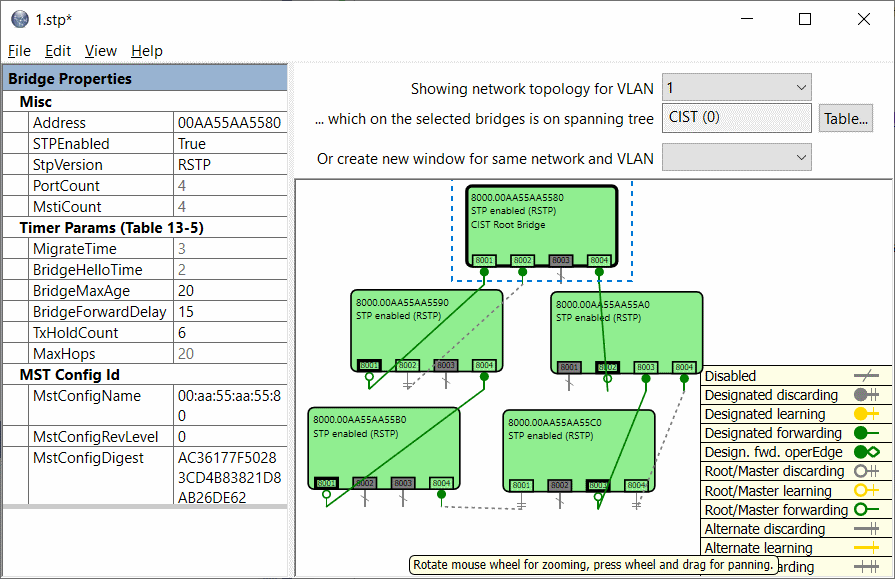 1.stp*
File Edit View Help
Bridge Properties
Misc
Address 00AA55AA5580
STPEnabled True
StpVersion RSTP
PortCount 4
MstiCount 4
Timer Params (Table 13-5)
MigrateTime 3
BridgeHelloTime 2
BridgeMaxAge 20
BridgeForwardDelay 15
TxHoldCount 6
MaxHops 20
MST Config Id
MstConfigName 00:aa:55:aa:55:8
0
MstConfigRevLevel 0
MstConfigDigest AC36177F5028
3CD4B83821D8
AB26DE62
Showing network topology for VLAN 1
... which on the selected bridges is on spanning tree CIST (0) Table...
Or create new window for same network and VLAN
8000.00AA55AA5580
STP enabled (RSTP)
CIST Root Bridge
8001 8002 8003 8004
8000.00AA55AA5590
STP enabled (RSTP)
8001 8002 8003 8004
8000.00AA55AA55A0
STP enabled (RSTP)
8001 8002 8003 8004
8000.00AA55AA55B0
STP enabled (RSTP)
8001 8002 8003 8004
8000.00AA55AA55C0
STP enabled (RSTP)
8001 8002 8003 8004
Disabled
Designated discarding
Designated learning
Designated forwarding
Design. fwd. operEdge
Root/Master discarding
Root/Master learning
Root/Master forwarding
Alternate discarding
Alternate learning
Rotate mouse wheel for zooming, press wheel and drag for panning.